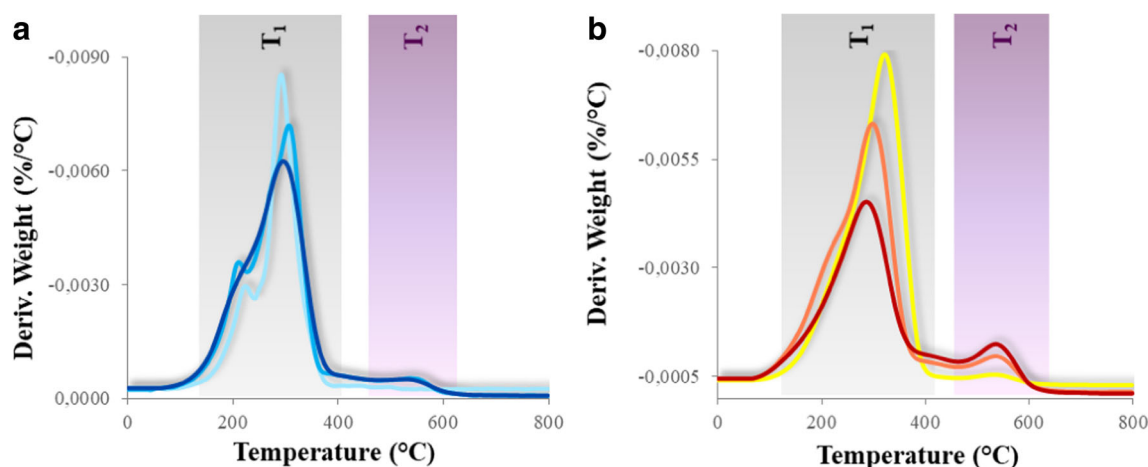 a
T1
T2
Deriv. Weight (%/°C)
-0,0090
-0,0060
-0,0030
0,0000
0
200
400
600
800
Temperature (°C)
b
T1
T2
Deriv. Weight (%/°C)
-0,0080
-0,0055
-0,0030
-0,0005
0
200
400
600
800
Temperature (°C)